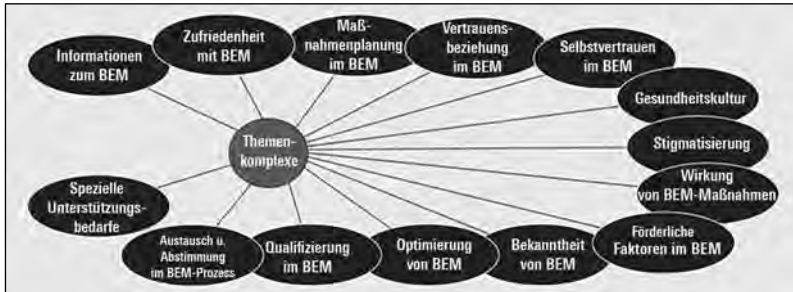 Informationen
zum BEM
Zufriedenheit
mit BEM
Maß-
nahmenplanung
im BEM
Vertrauens-
beziehung
im BEM
Selbstvertrauen
im BEM
Gesundheitskultur
Stigmatisierung
Wirkung
von BEM-Maßnahmen
Förderliche
Faktoren im BEM
Bekanntheit
von BEM
Optimierung
von BEM
Qualifizierung
im BEM
Austausch u.
Abstimmung
im BEM-Prozess
Spezielle
Unterstützungs-
bedarfe
Themen-
komplexe